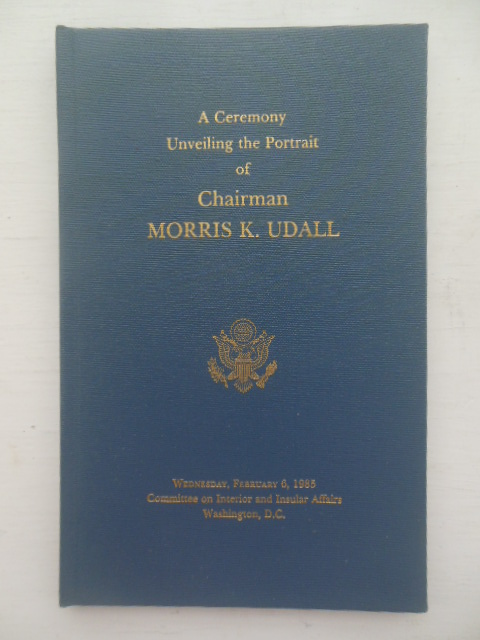 A Ceremony
Unveiling the Portrait
of
Chairman
MORRIS K. UDALL
Wednesday, February 6, 1985
Committee on Interior and Insular Affairs
Washington, D.C.